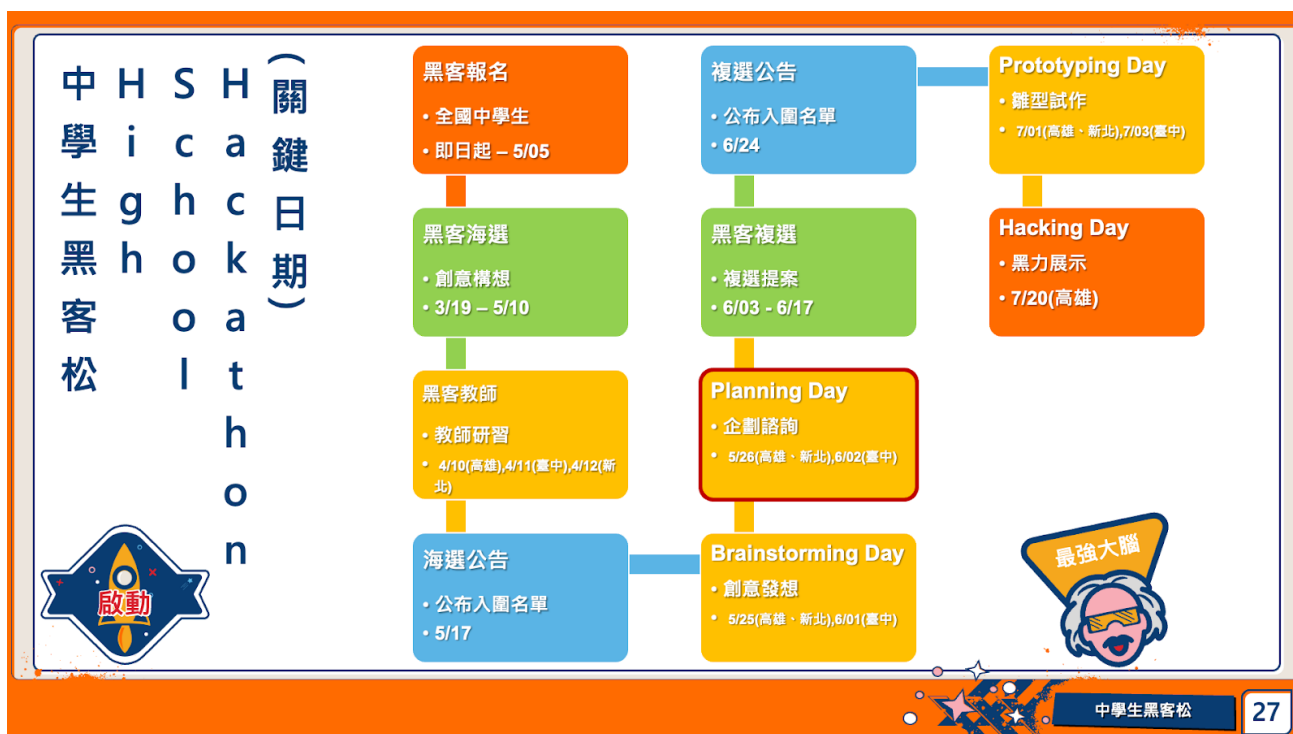 中學生黑客松
High
School
Hackathon
(關鍵日期)
黑客報名
• 全國中學生
• 即日起 – 5/05
黑客海選
• 創意構想
• 3/19 – 5/10
黑客教師
• 教師研習
• 4/10(高雄),4/11(臺中),4/12(新
北)
海選公告
• 公布入圍名單
• 5/17
Brainstorming Day
• 創意發想
• 5/25(高雄、新北),6/01(臺中)
Planning Day
• 企劃諮詢
• 5/26(高雄、新北),6/02(臺中)
黑客複選
• 複選提案
• 6/03 - 6/17
複選公告
• 公布入圍名單
• 6/24
Prototyping Day
• 雛型試作
• 7/01(高雄、新北),7/03(臺中)
Hacking Day
• 黑力展示
• 7/20(高雄)
啟動
最強大腦
中學生黑客松
27